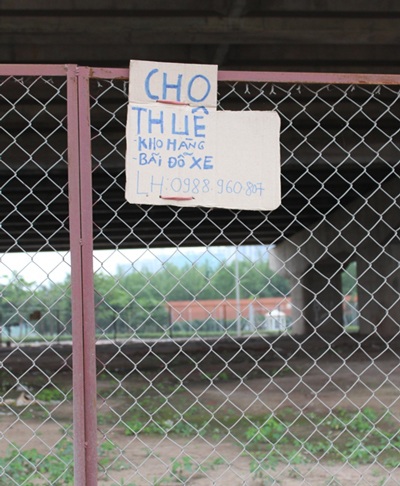 CHO
THUÊ
-KHO HÀNG
-BÃI ĐỖ XE
LH:0988 960 807